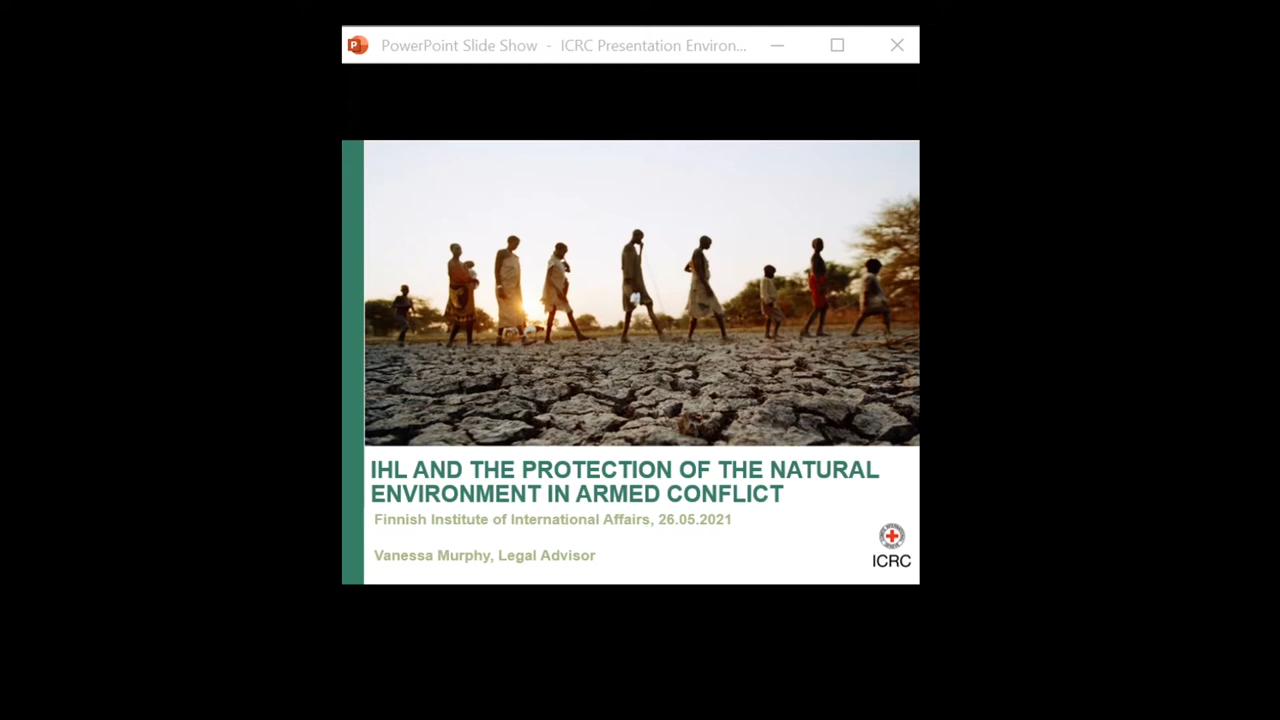 PowerPoint Slide Show - ICRC Presentation Environ...
IHL AND THE PROTECTION OF THE NATURAL
ENVIRONMENT IN ARMED CONFLICT
Finnish Institute of International Affairs, 26.05.2021
Vanessa Murphy, Legal Advisor
ICRC